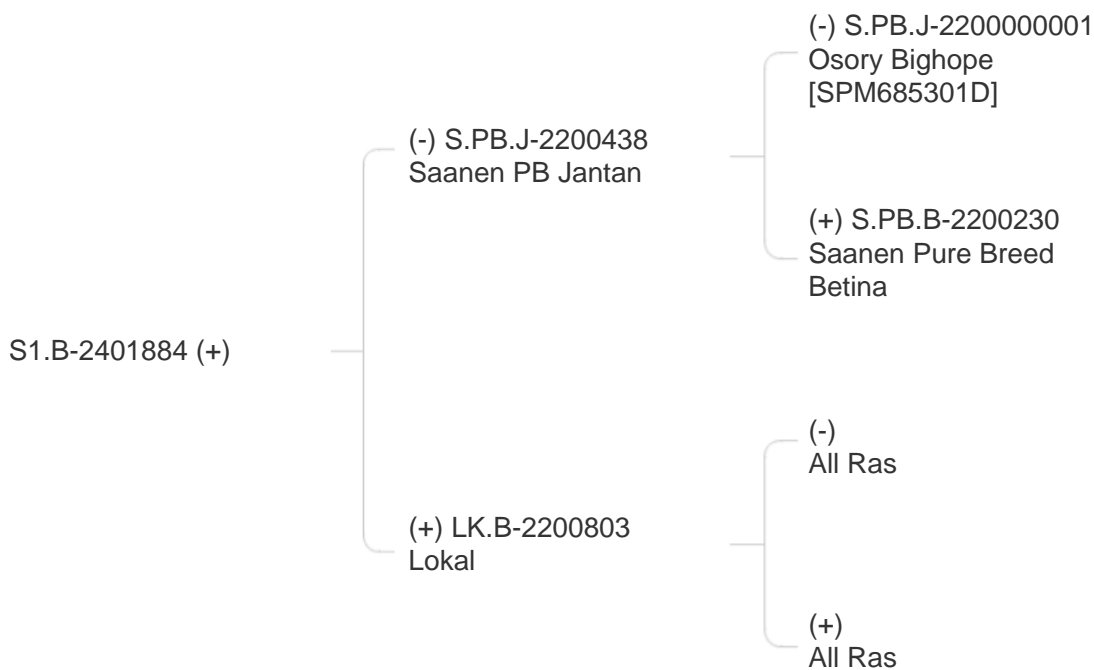 (-) S.PB.J-2200000001
Osory Bighope
[SPM685301D]
(-) S.PB.J-2200438
Saanen PB Jantan
(+) S.PB.B-2200230
Saanen Pure Breed
Betina
S1.B-2401884 (+)
(-)
All Ras
(+) LK.B-2200803
Lokal
(+)
All Ras